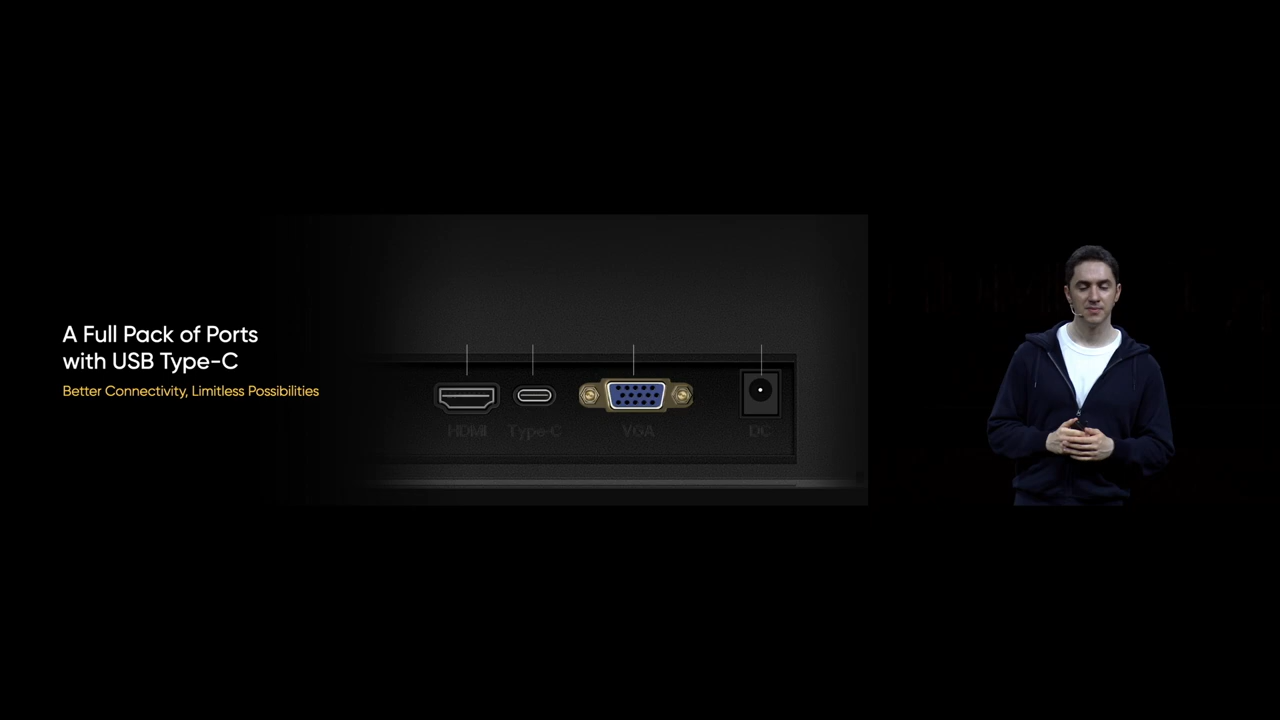 A Full Pack of Ports
with USB Type-C
Better Connectivity, Limitless Possibilities
HDMI Type-C VGA DC